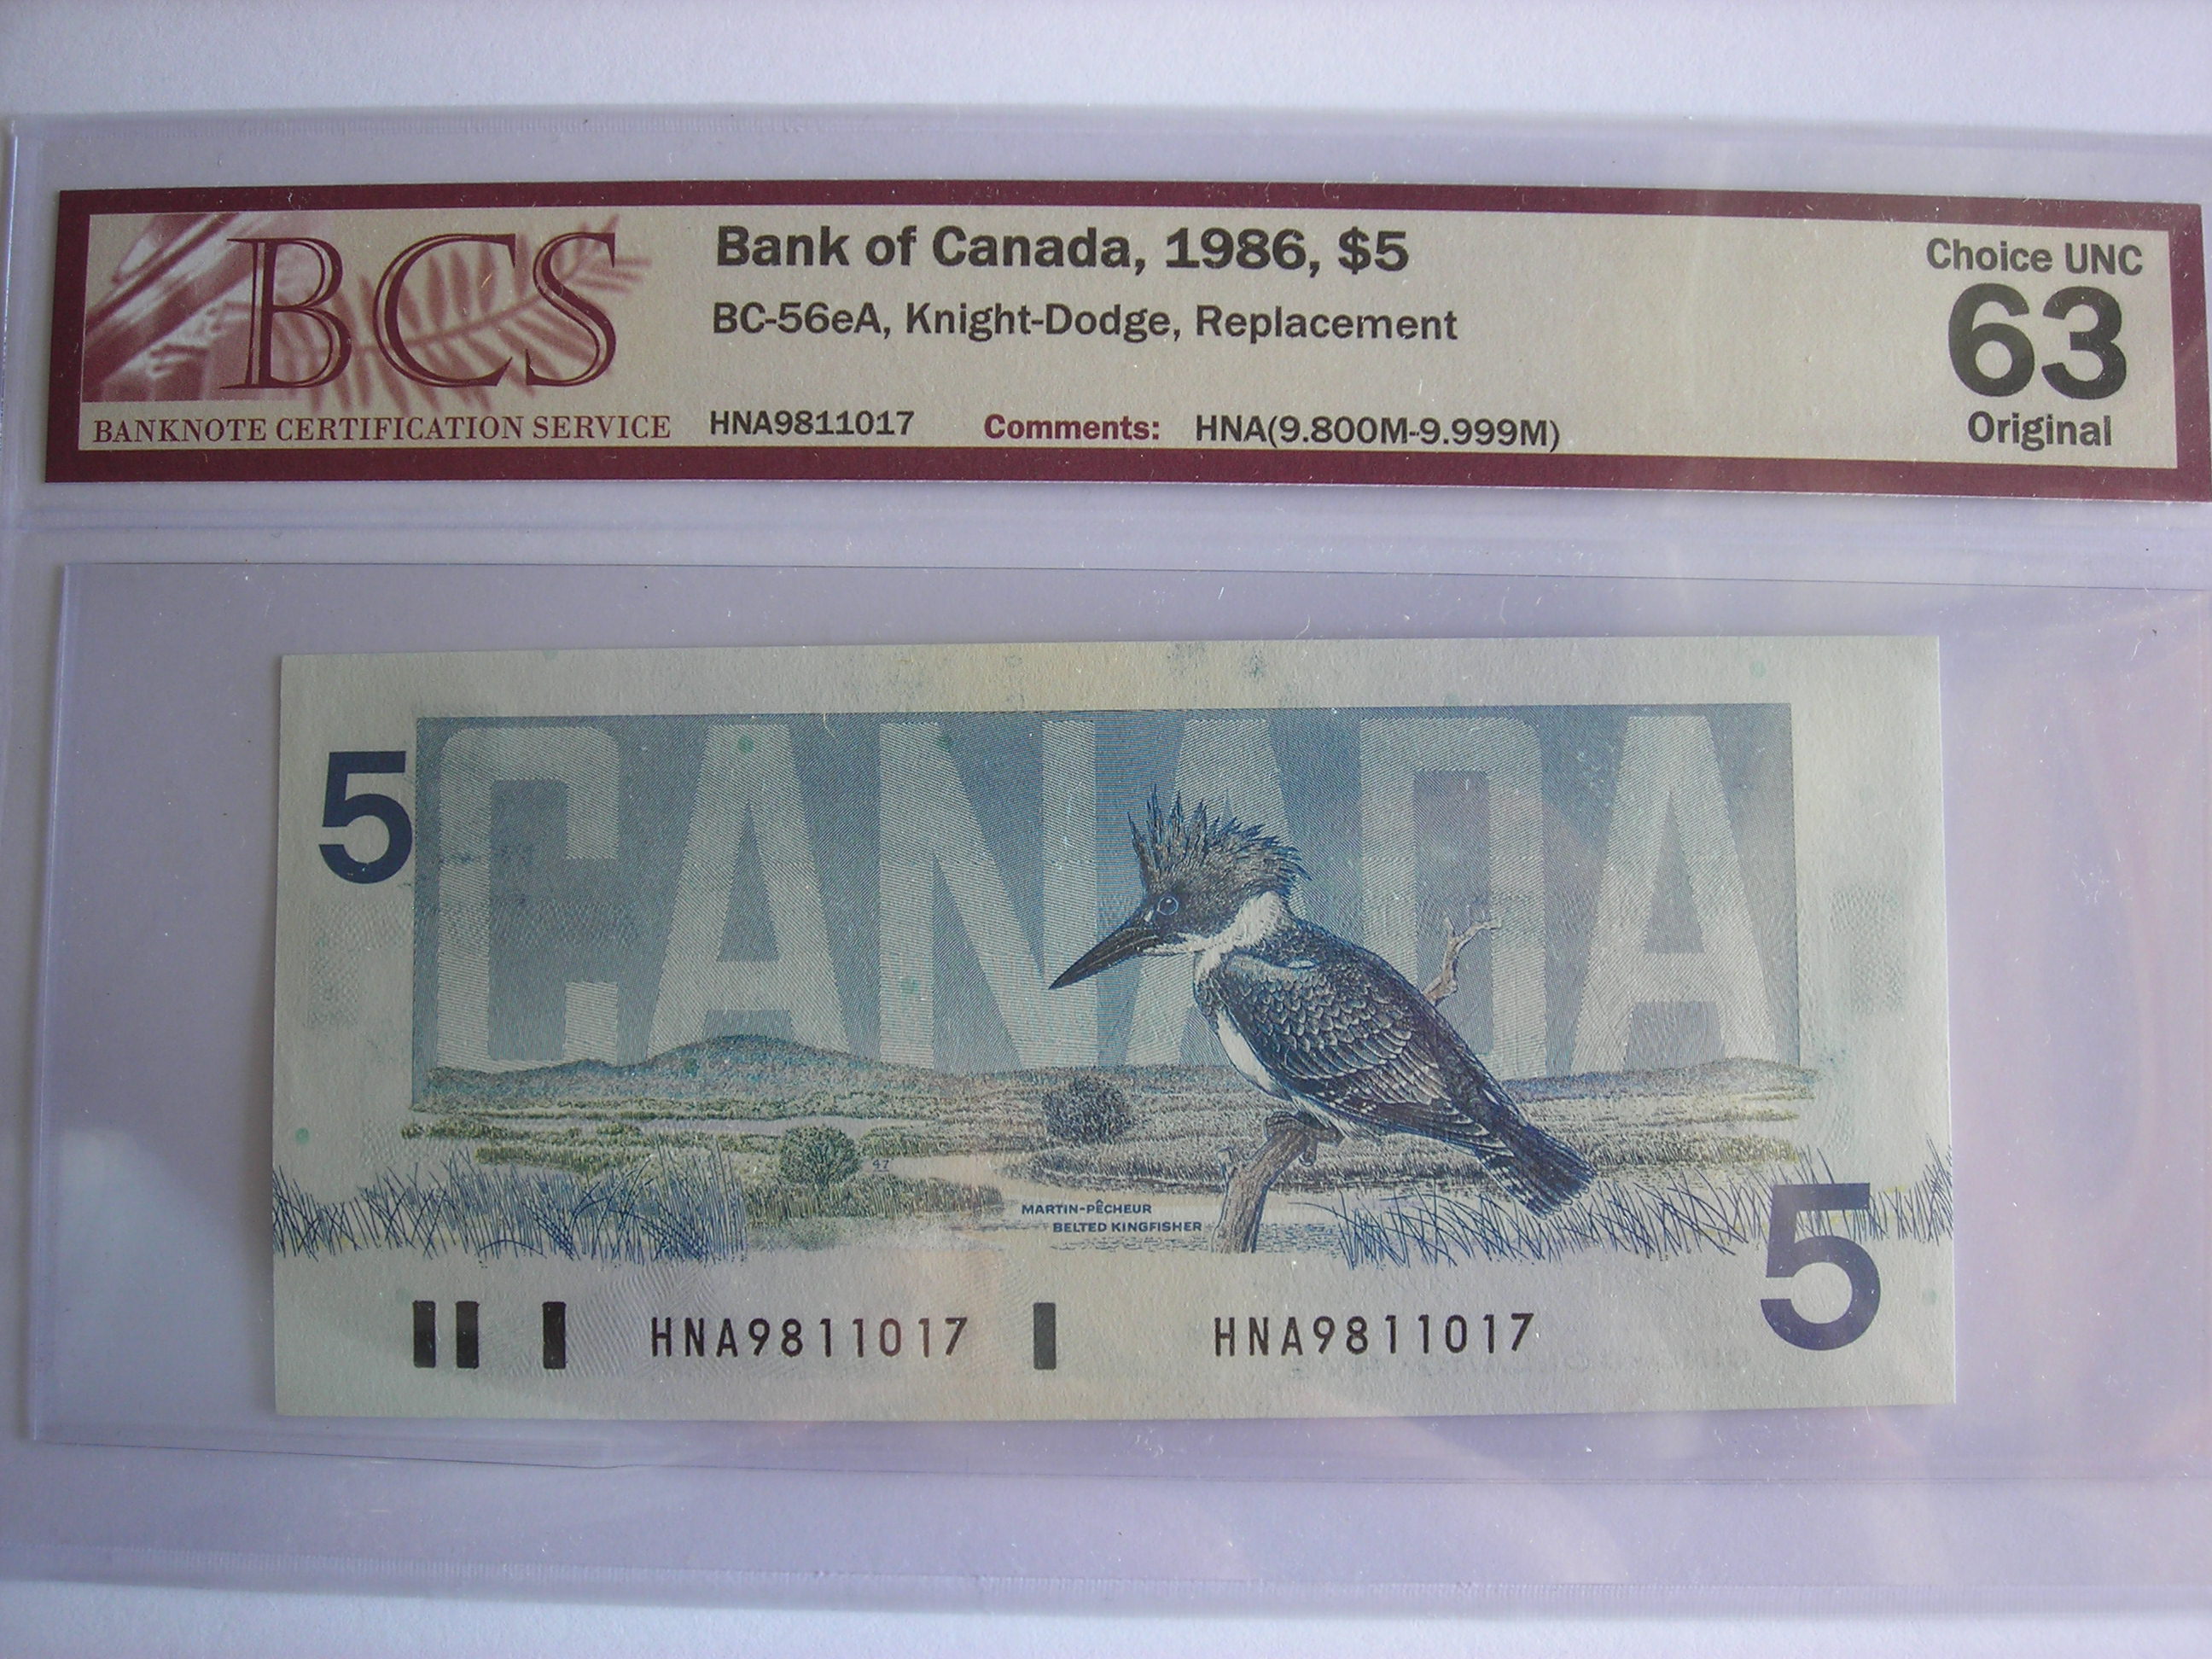 BCS
BANKNOTE CERTIFICATION SERVICE
Bank of Canada, 1986, $5
BC-56eA, Knight-Dodge, Replacement
HNA9811017 Comments: HNA(9.800M-9.999M)
Choice UNC
63
Original
5
CANADA
47
MARTIN-PÊCHEUR
BELTED KINGFISHER
5
HNA9811017 HNA9811017